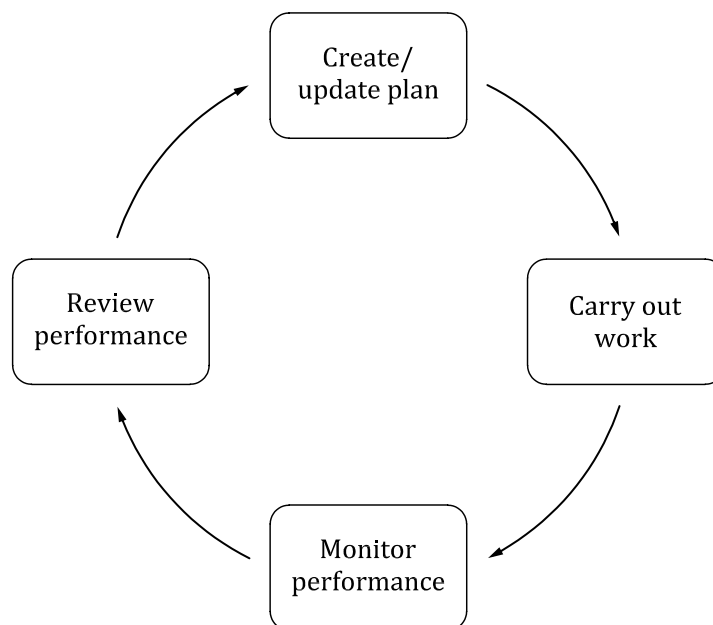 Create/
update plan
Carry out
work
Monitor
performance
Review
performance